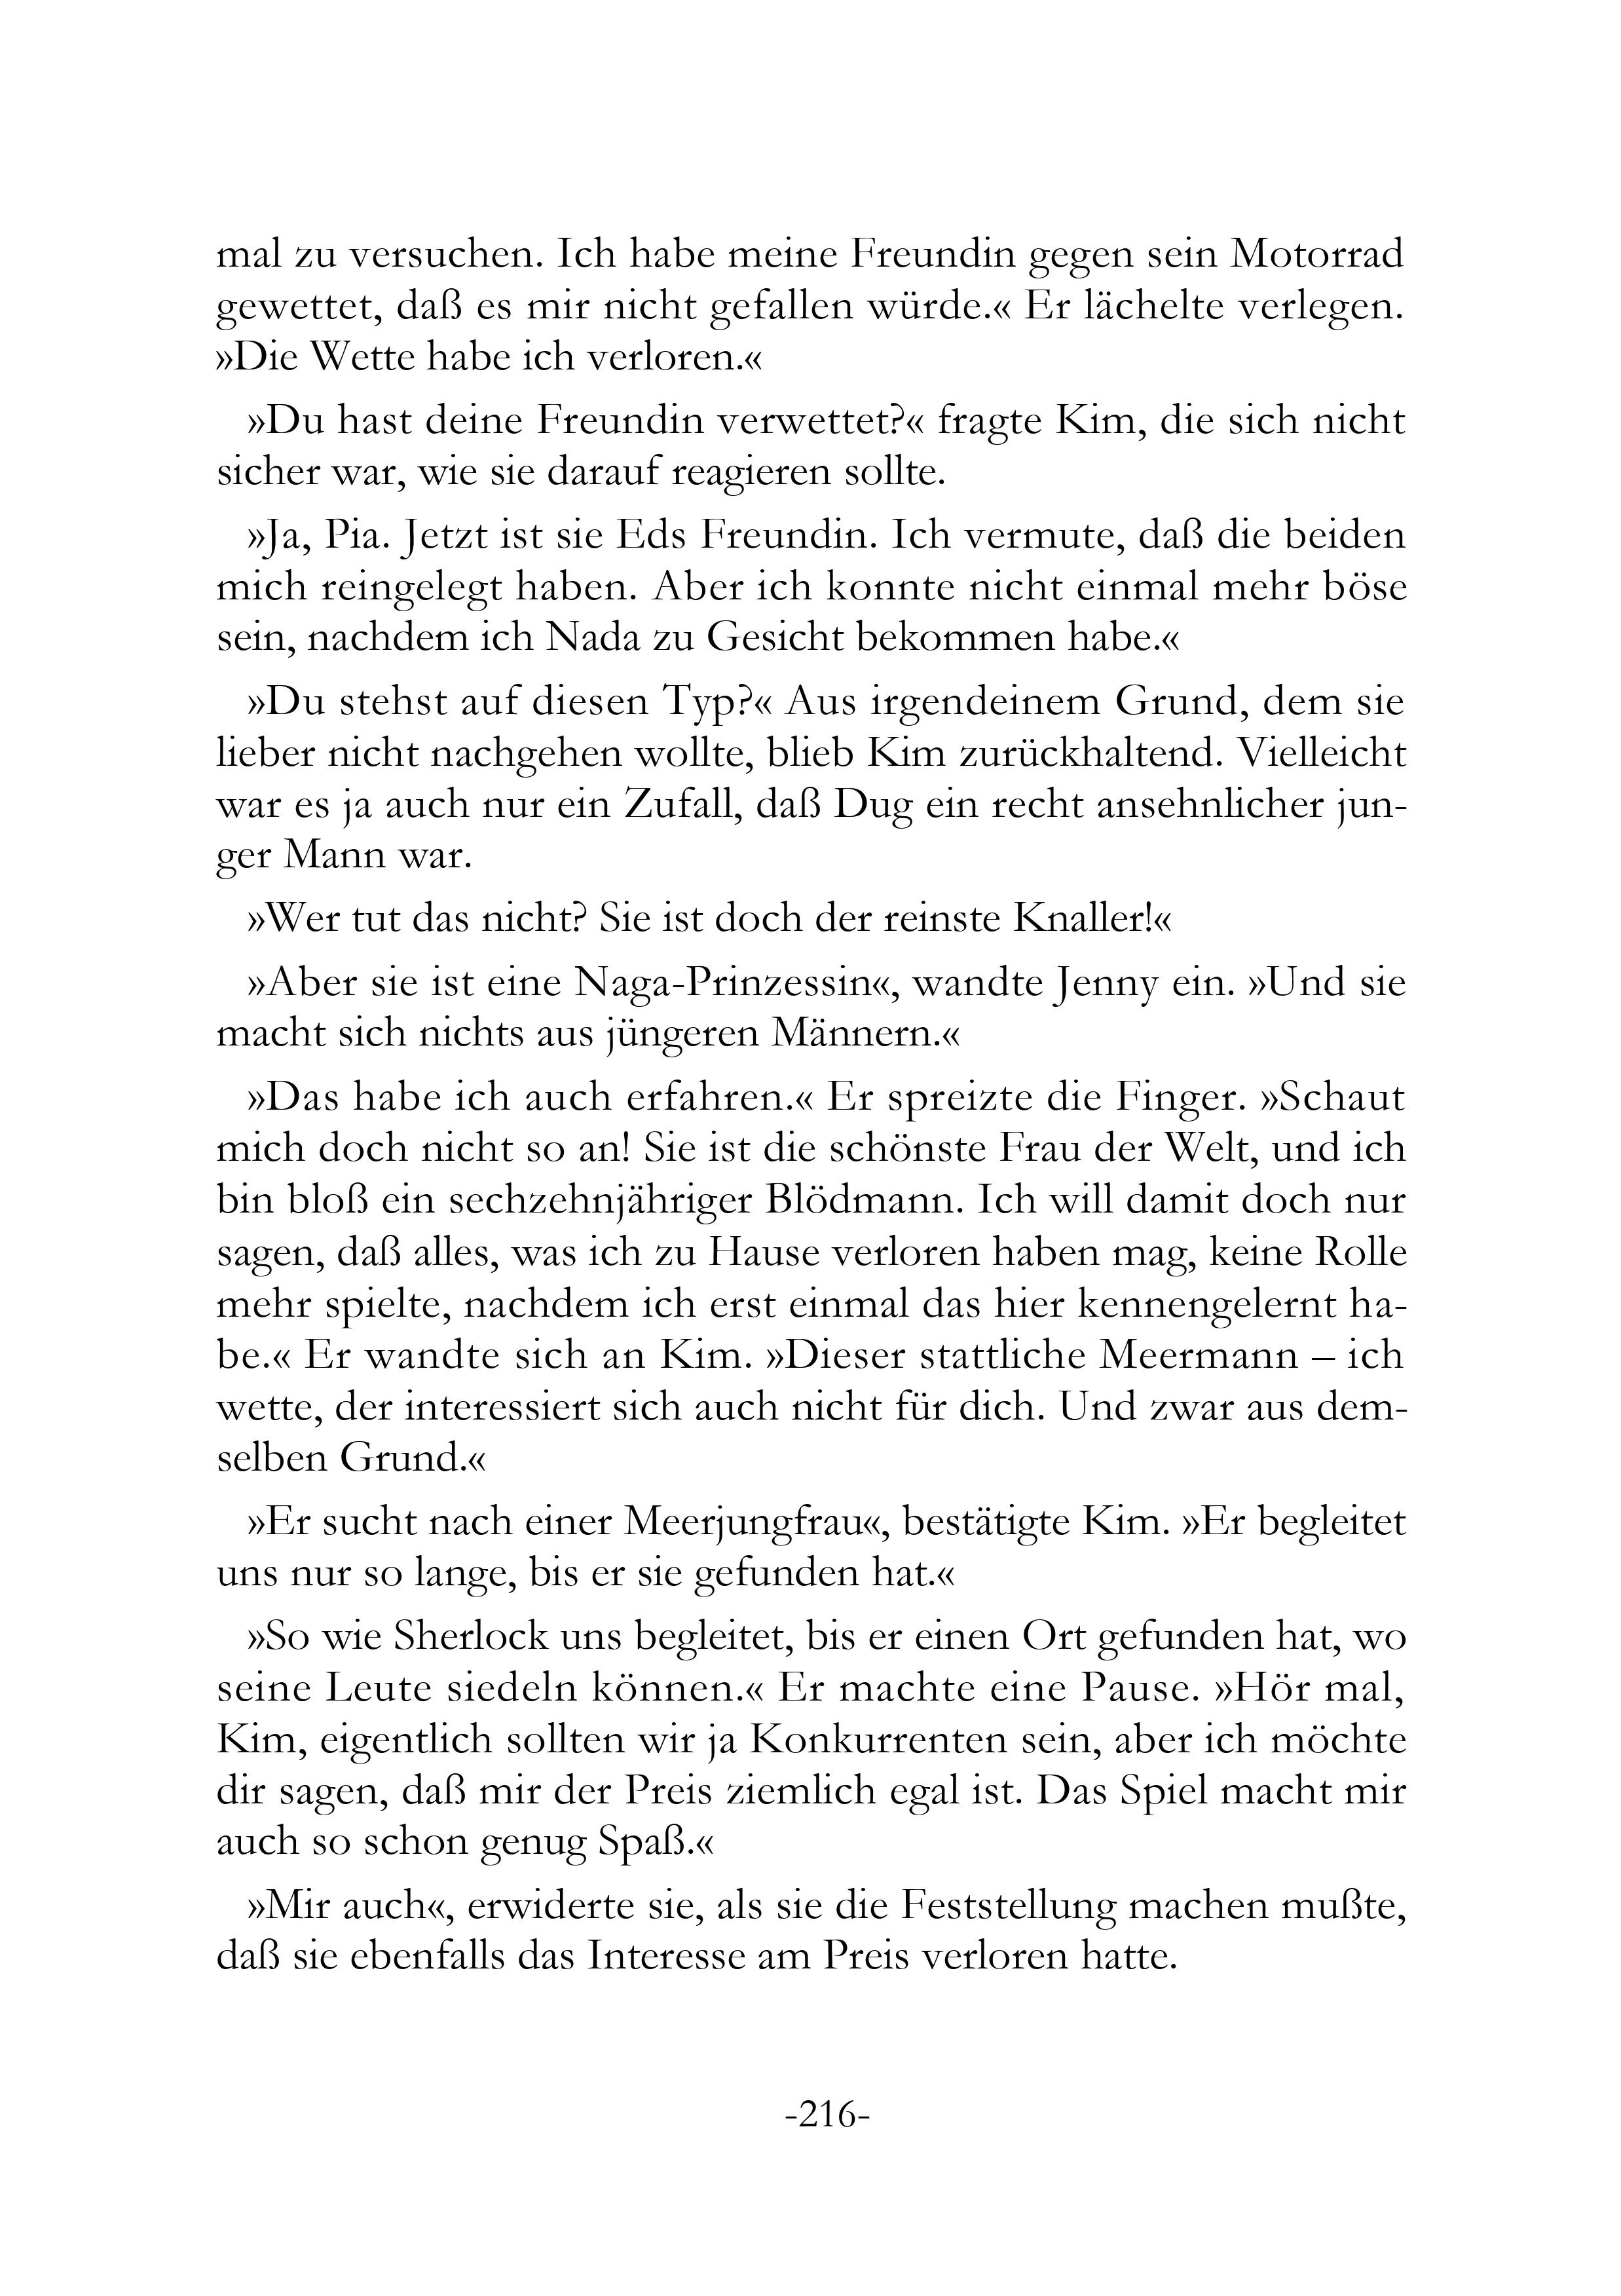 mal zu versuchen. Ich habe meine Freundin gegen sein Motorrad
gewettet, daß es mir nicht gefallen würde.« Er lächelte verlegen.
»Die Wette habe ich verloren.«
»Du hast deine Freundin verwettet?« fragte Kim, die sich nicht
sicher war, wie sie darauf reagieren sollte.
»Ja, Pia. Jetzt ist sie Eds Freundin. Ich vermute, daß die beiden
mich reingelegt haben. Aber ich konnte nicht einmal mehr böse
sein, nachdem ich Nada zu Gesicht bekommen habe.«
»Du stehst auf diesen Typ?« Aus irgendeinem Grund, dem sie
lieber nicht nachgehen wollte, blieb Kim zurückhaltend. Vielleicht
war es ja auch nur ein Zufall, daß Dug ein recht ansehnlicher jun-
ger Mann war.
»Wer tut das nicht? Sie ist doch der reinste Knaller!«
»Aber sie ist eine Naga-Prinzessin«, wandte Jenny ein. »Und sie
macht sich nichts aus jüngeren Männern.«
»Das habe ich auch erfahren.« Er spreizte die Finger. »Schaut
mich doch nicht so an! Sie ist die schönste Frau der Welt, und ich
bin bloß ein sechzehnjähriger Blödmann. Ich will damit doch nur
sagen, daß alles, was ich zu Hause verloren haben mag, keine Rolle
mehr spielte, nachdem ich erst einmal das hier kennengelernt ha-
be.« Er wandte sich an Kim. »Dieser stattliche Meermann – ich
wette, der interessiert sich auch nicht für dich. Und zwar aus dem-
selben Grund.«
»Er sucht nach einer Meerjungfrau«, bestätigte Kim. »Er begleitet
uns nur so lange, bis er sie gefunden hat.«
»So wie Sherlock uns begleitet, bis er einen Ort gefunden hat, wo
seine Leute siedeln können.« Er machte eine Pause. »Hör mal,
Kim, eigentlich sollten wir ja Konkurrenten sein, aber ich möchte
dir sagen, daß mir der Preis ziemlich egal ist. Das Spiel macht mir
auch so schon genug Spaß.«
»Mir auch«, erwiderte sie, als sie die Feststellung machen mußte,
daß sie ebenfalls das Interesse am Preis verloren hatte.
-216-